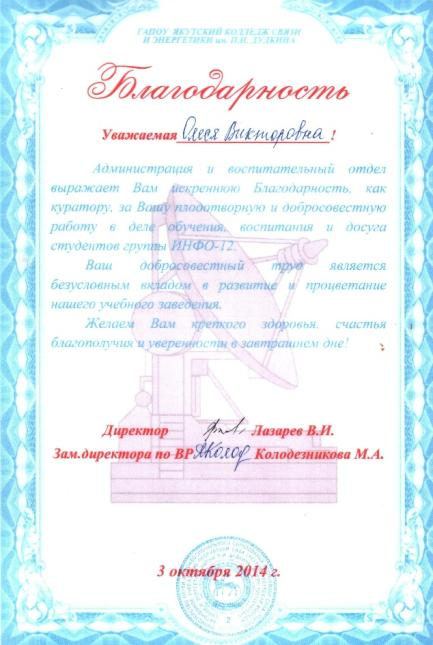 ГАПОУ ЯКУТСКИЙ КОЛЛЕДЖ СВЯЗИ
И ЭНЕРГЕТИКИ им. П.И. ДУДКИНА
Благодарность
Уважаемая Олеся Викторовна !
Администрация и воспитательный отдел
выражает Вам искреннюю Благодарность, как
куратору, за Вашу плодотворную и добросовестную
работу в деле обучения, воспитания и досуга
студентов группы ИНФО-12.
Ваш добросовестный труд является
безусловным вкладом в развитие и процветание
нашего учебного заведения.
Желаем Вам крепкого здоровья, счастья
благополучия и уверенности в завтрашнем дне!
Директор Лазарев В.И.
Зам.директора по ВР Колодезникова М.А.
3 октября 2014 г.
2